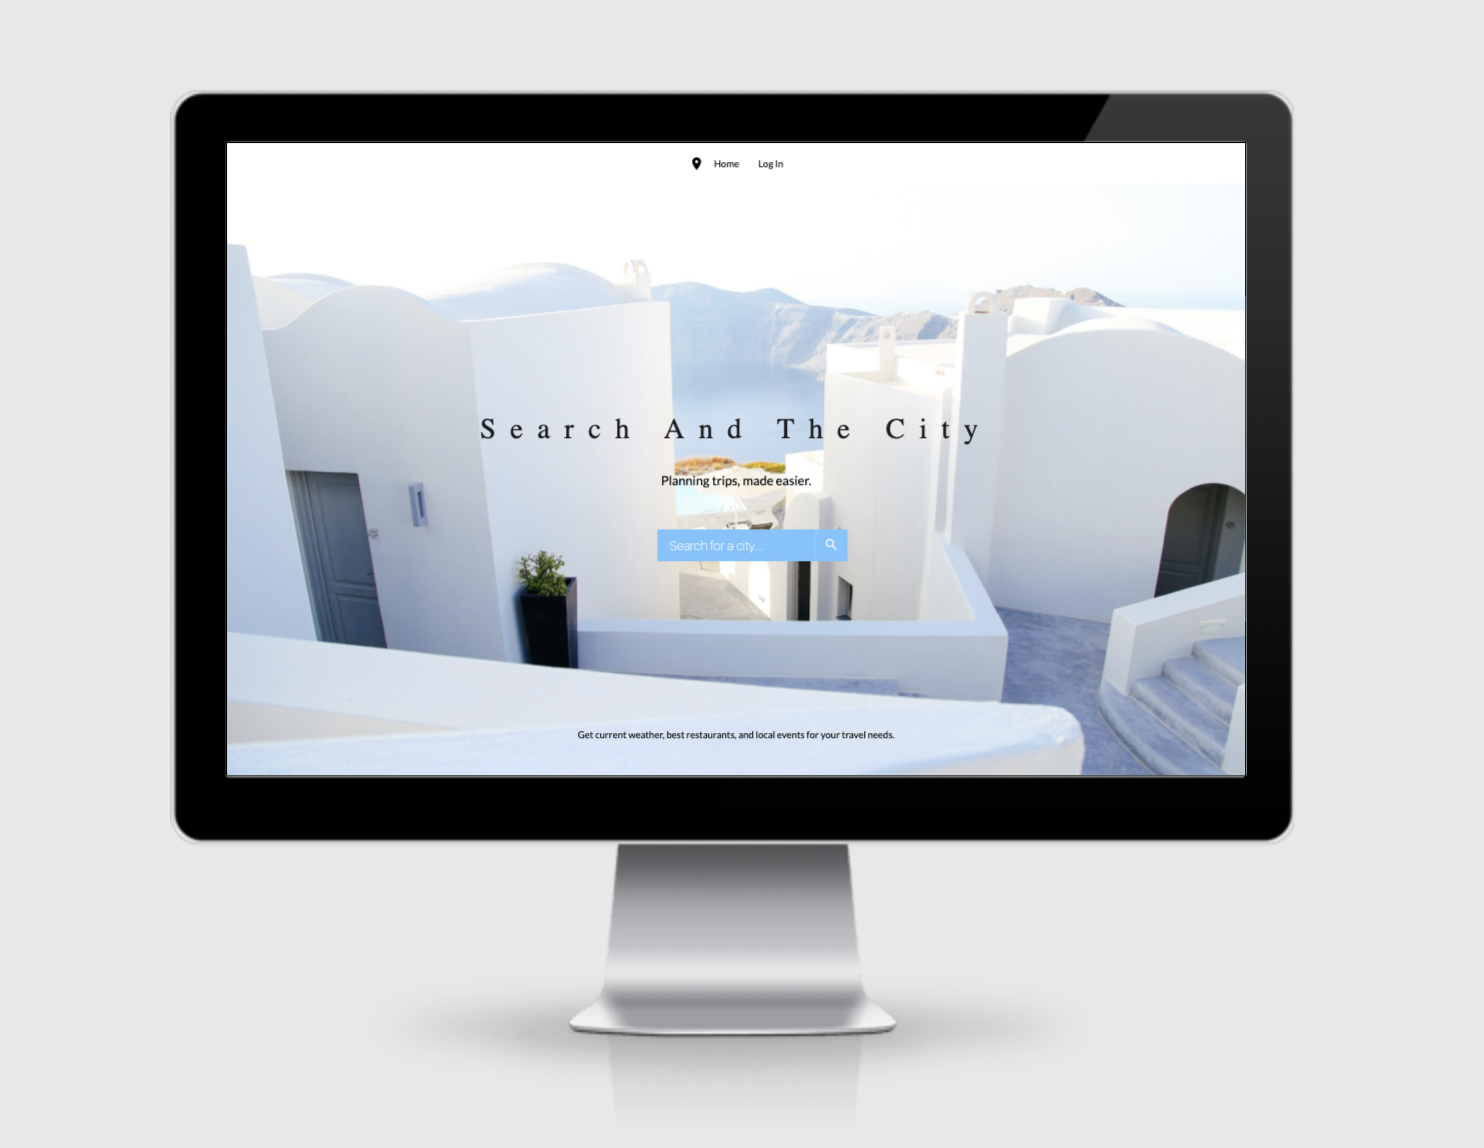 Home Log In
Search And The City
Planning trips, made easier.
Search for a city...
Get current weather, best restaurants, and local events for your travel needs.